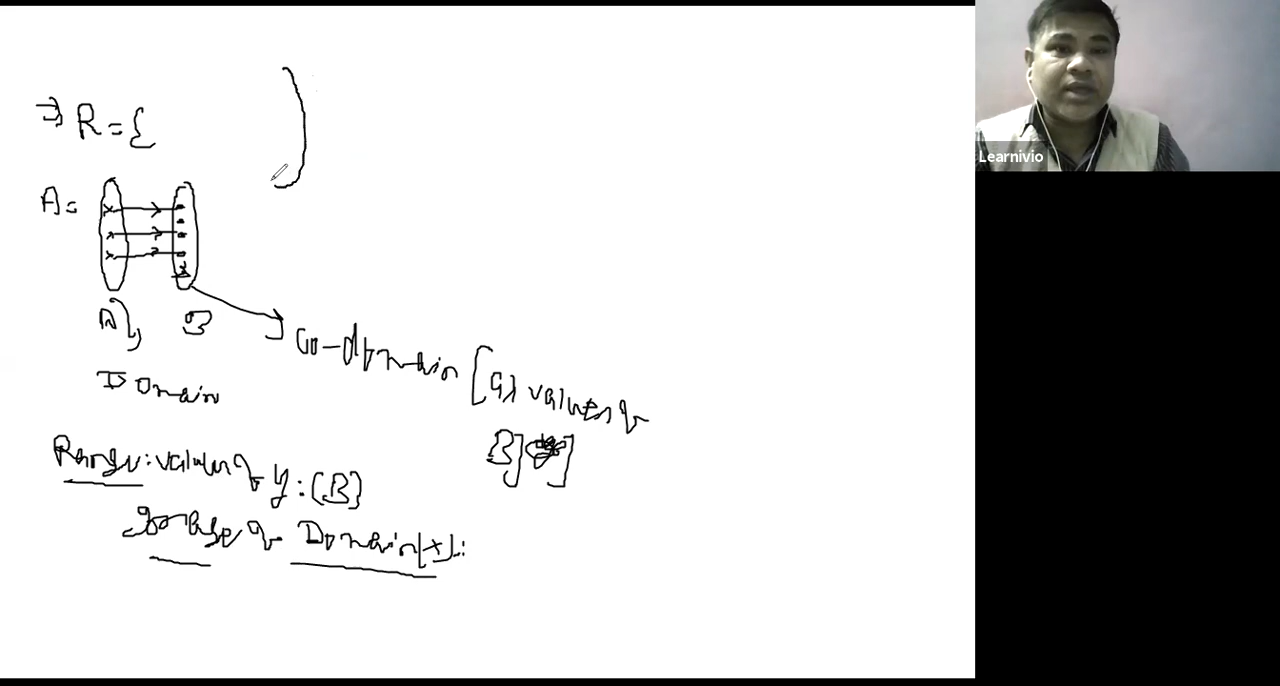 R = {
A =
A, B
Domain
Co-domain [all values of
B]
Range: values of y: (B)
Domain(x):
Learnivio